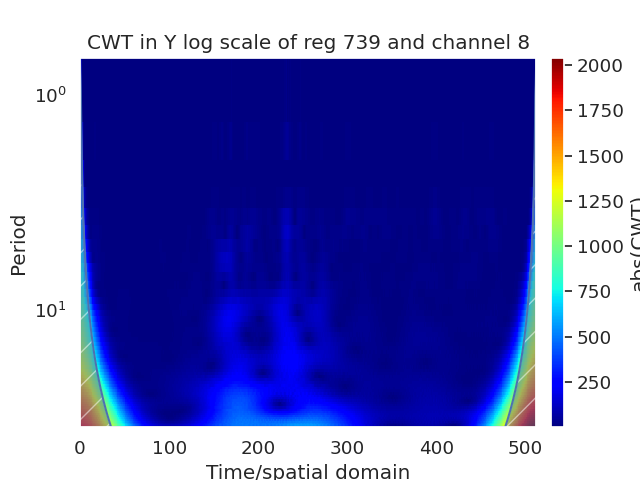 CWT in Y log scale of reg 739 and channel 8
10⁰
10¹
Period
0 100 200 300 400 500
Time/spatial domain
2000
1750
1500
1250
1000
750
500
250
abs(CWT)